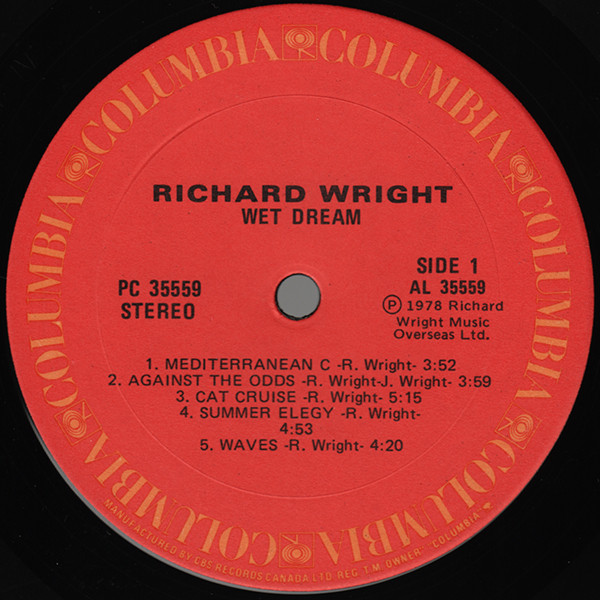 COLUMBIA COLUMBIA COLUMBIA COLUMBIA COLUMBIA COLUMBIA
RICHARD WRIGHT
WET DREAM
PC 35559
STEREO
SIDE 1
AL 35559
Ⓟ 1978 Richard
Wright Music
Overseas Ltd.
1. MEDITERRANEAN C -R. Wright- 3:52
2. AGAINST THE ODDS -R. Wright-J. Wright- 3:59
3. CAT CRUISE -R. Wright- 5:15
4. SUMMER ELEGY -R. Wright-
4:53
5. WAVES -R. Wright- 4:20
MANUFACTURED BY CBS RECORDS CANADA LTD. REG. T.M. OWNER- "COLUMBIA"